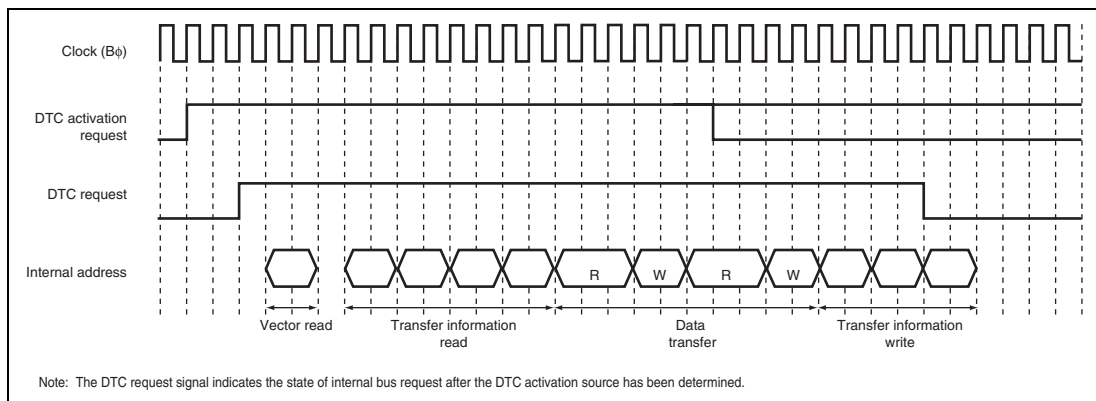 Clock (Bϕ)
DTC activation
request
DTC request
Internal address
R
W
R
W
Vector read
Transfer information
read
Data
transfer
Transfer information
write
Note: The DTC request signal indicates the state of internal bus request after the DTC activation source has been determined.